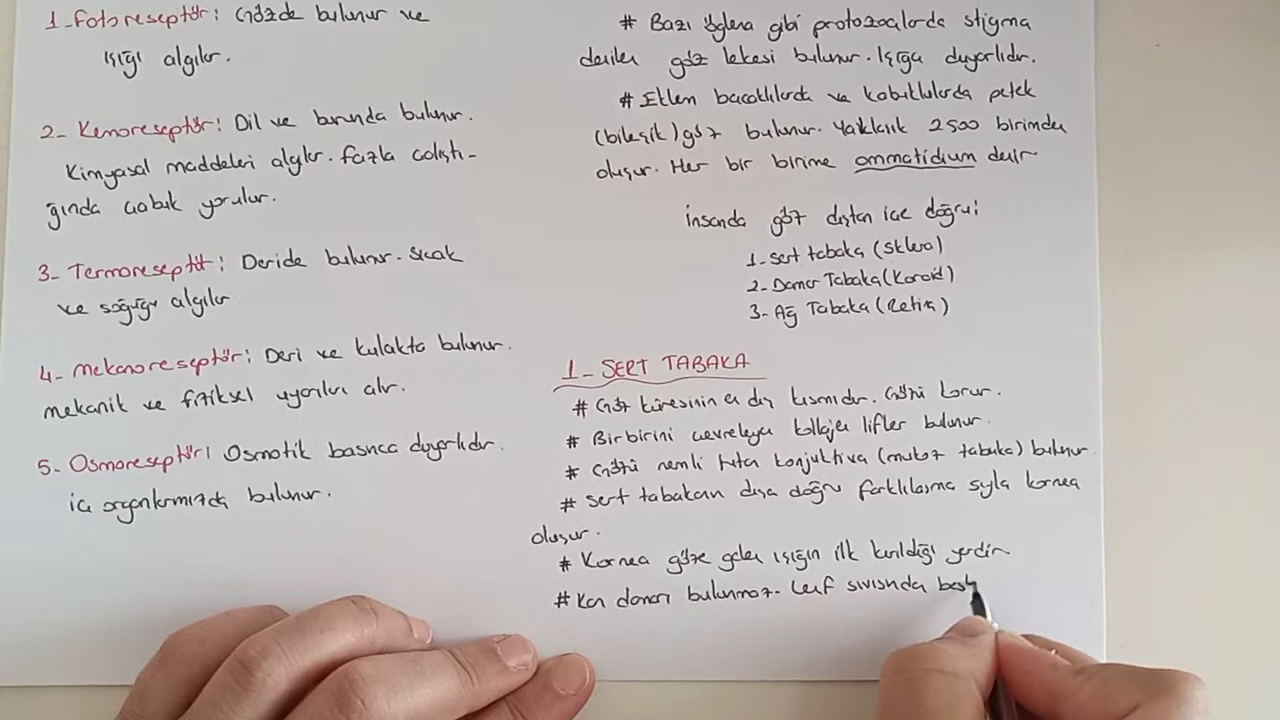 1-Fotoreseptör: Gözde bulunur ve
ışığı algılır.
2- Kemoreseptör: Dil ve burunda bulunur.
Kimyasal maddeleri algılır. fazla çalıştı-
ğında çabuk yorulur.
3- Termoreseptör: Deride bulunur. sıcak
ve soğuğu algılır
4- Mekanoreseptör: Deri ve kulakta bulunur.
mekanik ve fiziksel uyarıları alır.
5- Osmoreseptör: Osmotik basınca duyarlıdır.
iç organlarımızda bulunur.
# Bazı öglena gibi protozoalarda stigma
denilen göz lekesi bulunur. Işığa duyarlıdır.
# Eklem bacaklılarda ve kabuklularda petek
(bileşik) göz bulunur. Yaklaşık 2500 birimden
oluşur. Her bir birime ommatidium denir
İnsanda göz dıştan içe doğru;
1-Sert tabaka (Sklera)
2- Damar Tabaka (Koroid)
3- Ağ Tabaka (Retina)
1- SERT TABAKA
# Göz küresinin en dış kısmıdır. Gözü korur.
# Birbirini çevreleyen kollajen lifler bulunur.
# Gözü nemli tutan konjuktiva (mukoz tabaka) bulunur.
# Sert tabakanın dışa doğru farklılaşmasıyla kornea
oluşur.
# Kornea göze gelen ışığın ilk kırıldığı yerdir
# Kan damarı bulunmaz. Lenf sıvısından besl